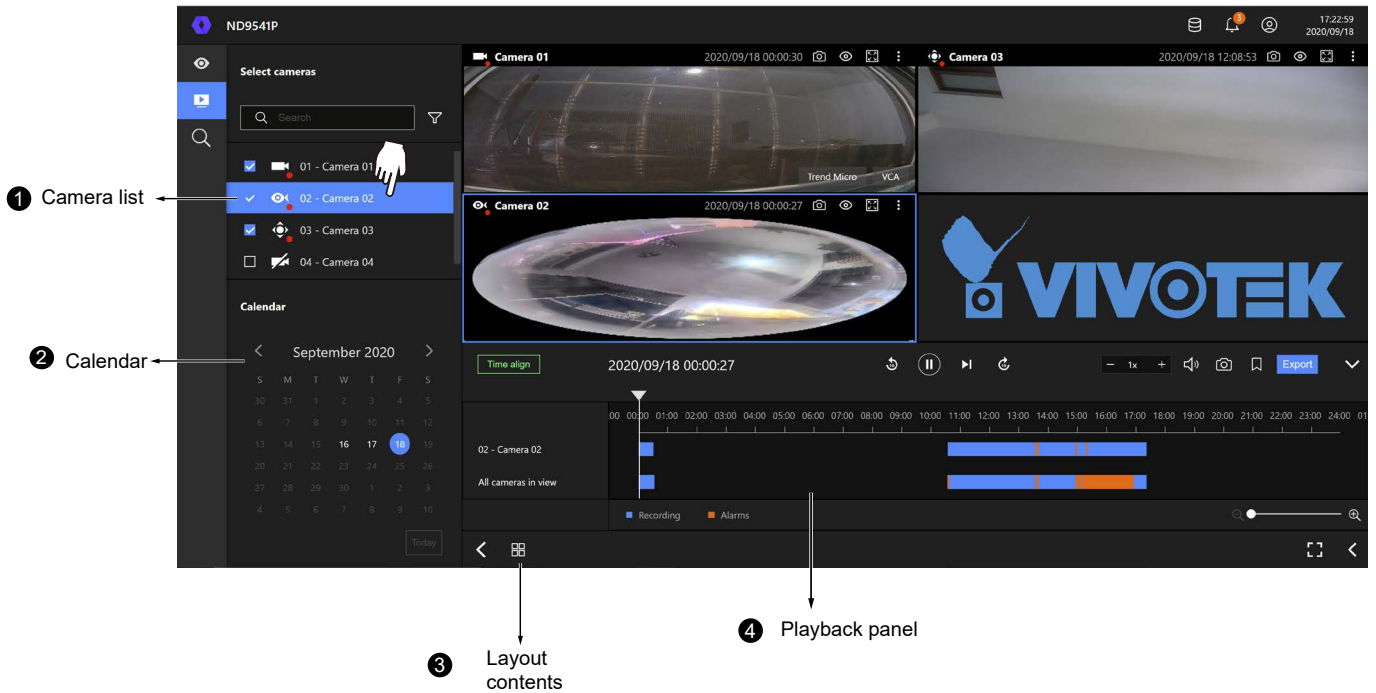 ND9541P
3
17:22:59
2020/09/18
Select cameras
Search
01 - Camera 01
02 - Camera 02
03 - Camera 03
04 - Camera 04
Calendar
September 2020
S M T W T F S
30 31 1 2 3 4 5
6 7 8 9 10 11 12
13 14 15 16 17 18 19
20 21 22 23 24 25 26
27 28 29 30 1 2 3
4 5 6 7 8 9 10
Today
Camera 01 2020/09/18 00:00:30
Trend Micro VCA
Camera 03 2020/09/18 12:08:53
Camera 02 2020/09/18 00:00:27
VIVOTEK
Time align 2020/09/18 00:00:27 − 1x + Export
00 00:00 01:00 02:00 03:00 04:00 05:00 06:00 07:00 08:00 09:00 10:00 11:00 12:00 13:00 14:00 15:00 16:00 17:00 18:00 19:00 20:00 21:00 22:00 23:00 24:00 01
02 - Camera 02
All cameras in view
Recording Alarms
1 Camera list
2 Calendar
3 Layout
contents
4 Playback panel